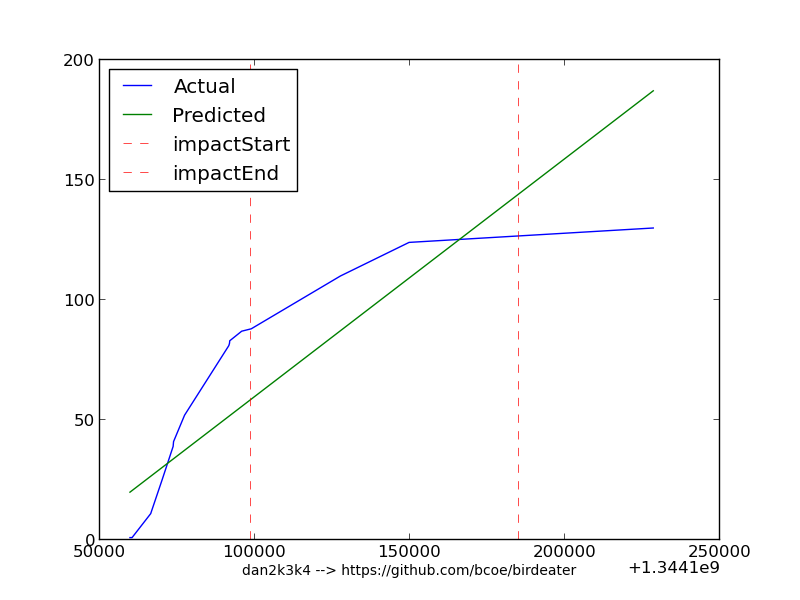 200
150
100
50
0
Actual
Predicted
impactStart
impactEnd
50000 100000 150000 200000 250000
+1.3441e9
dan2k3k4 --> https://github.com/bcoe/birdeater